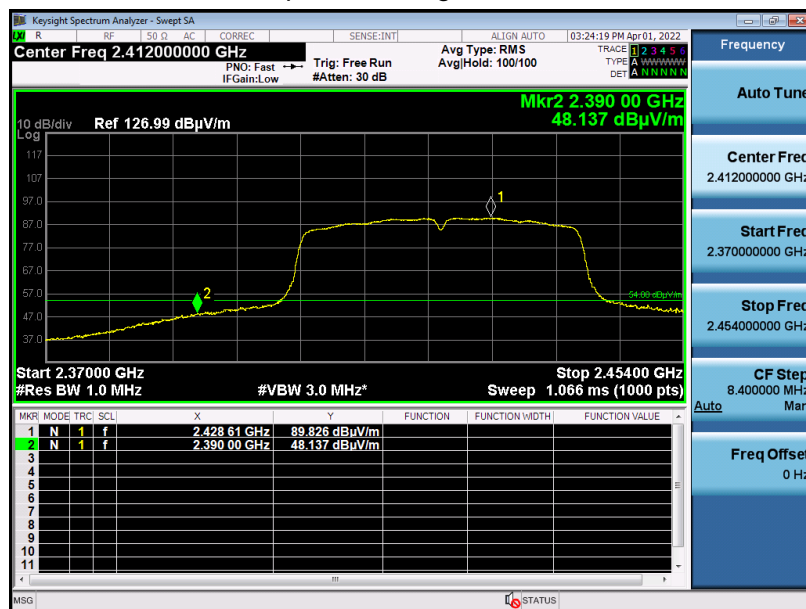 Keysight Spectrum Analyzer - Swept SA
LXI R RF 50 Ω AC CORREC SENSE:INT ALIGN AUTO 03:24:19 PM Apr 01, 2022
Center Freq 2.412000000 GHz
PNO: Fast
IFGain:Low
Trig: Free Run
#Atten: 30 dB
Avg Type: RMS
Avg|Hold: 100/100
TRACE 1 2 3 4 5 6
TYPE A WWWWW
DET A N N N N N
Frequency
Auto Tune
Center Freq
2.412000000 GHz
Start Freq
2.370000000 GHz
Stop Freq
2.454000000 GHz
CF Step
8.400000 MHz
Auto Man
Freq Offset
0 Hz
Mkr2 2.390 00 GHz
48.137 dBµV/m
10 dB/div Ref 126.99 dBµV/m
Log
117
107
97.0
87.0
77.0
67.0
57.0
47.0
37.0
1
2
54.00 dBµV/m
Start 2.37000 GHz Stop 2.45400 GHz
#Res BW 1.0 MHz #VBW 3.0 MHz* Sweep 1.066 ms (1000 pts)
MKR MODE TRC SCL X Y FUNCTION FUNCTION WIDTH FUNCTION VALUE
1 N 1 f 2.428 61 GHz 89.826 dBµV/m
2 N 1 f 2.390 00 GHz 48.137 dBµV/m
3
4
5
6
7
8
9
10
11
MSG STATUS